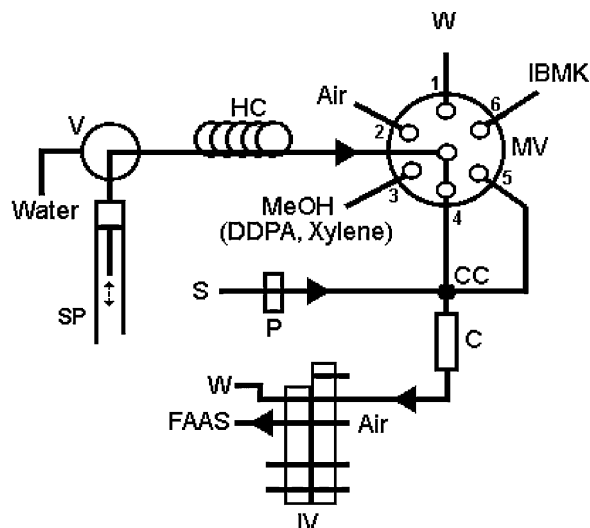 W
IBMK
Air
HC
V
1
6
2
MV
3
5
4
Water
MeOH
(DDPA, Xylene)
CC
S
SP
P
C
W
FAAS
Air
IV